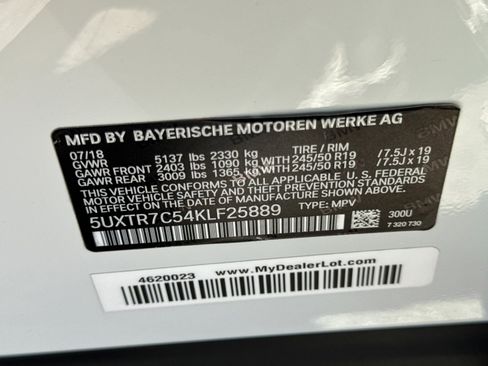 MFD BY BAYERISCHE MOTOREN WERKE AG
07/18 TIRE / RIM
GVWR 5137 lbs 2330 kg
GAWR FRONT 2403 lbs 1090 kg 245/50 R19 /7.5J x 19
GAWR REAR 3009 lbs 1365 kg 245/50 R19 /7.5J x 19
THIS VEHICLE CONFORMS TO ALL APPLICABLE FEDERAL
MOTOR VEHICLE SAFETY AND THEFT PREVENTION
STANDARDS IN EFFECT ON THE DATE OF
MANUFACTURE SHOWN ABOVE.
5UXTR7C54KLF25889 TYPE: MPV
300U
7 320 730
4620023 www.MyDealerLot.com